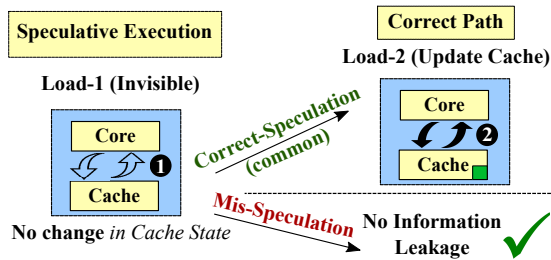 Speculative Execution
Load-1 (Invisible)
Core
1
Cache
No change in Cache State
Correct-Speculation
(common)
Mis-Speculation
Correct Path
Load-2 (Update Cache)
Core
2
Cache
No Information
Leakage